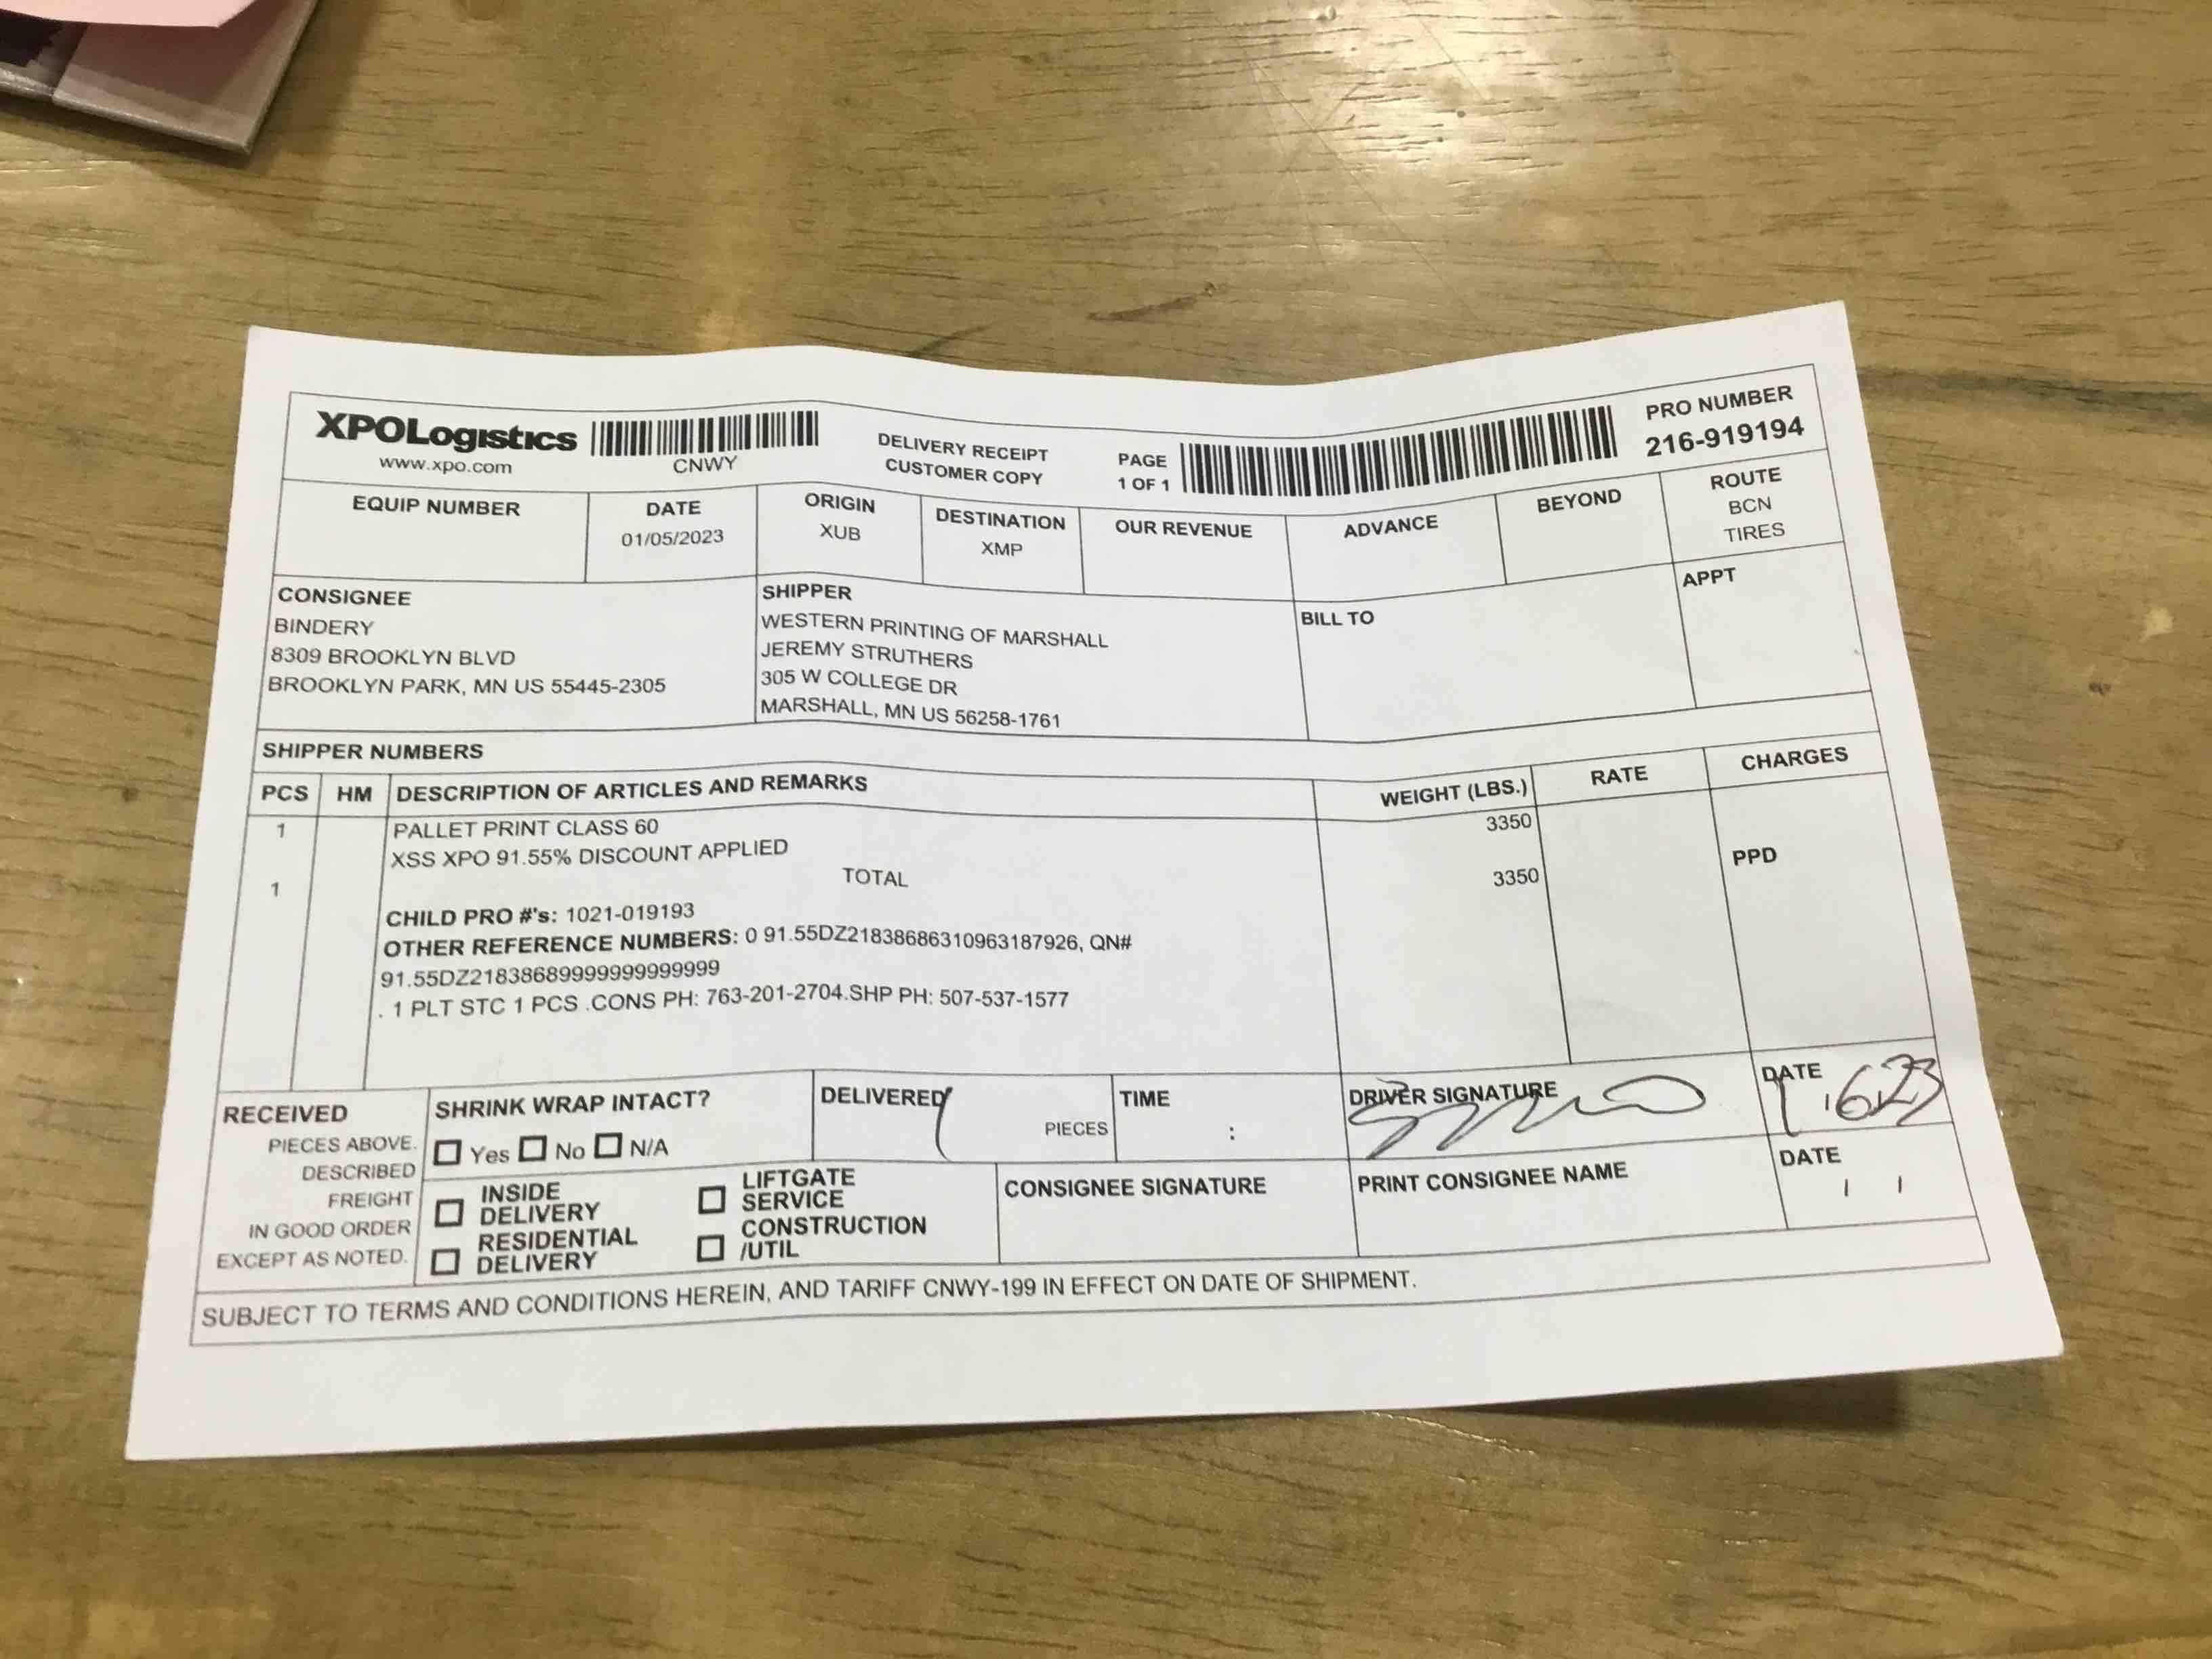 XPOLogistics
www.xpo.com
CNWY
DELIVERY RECEIPT
CUSTOMER COPY
PAGE
1 OF 1
PRO NUMBER
216-919194
EQUIP NUMBER
DATE
01/05/2023
ORIGIN
XUB
DESTINATION
XMP
OUR REVENUE
ADVANCE
BEYOND
ROUTE
BCN
TIRES
CONSIGNEE
BINDERY
8309 BROOKLYN BLVD
BROOKLYN PARK, MN US 55445-2305
SHIPPER
WESTERN PRINTING OF MARSHALL
JEREMY STRUTHERS
305 W COLLEGE DR
MARSHALL, MN US 56258-1761
BILL TO
APPT
SHIPPER NUMBERS
PCS HM DESCRIPTION OF ARTICLES AND REMARKS WEIGHT (LBS.) RATE CHARGES
1 PALLET PRINT CLASS 60 3350
XSS XPO 91.55% DISCOUNT APPLIED PPD
1 TOTAL 3350
CHILD PRO #'s: 1021-019193
OTHER REFERENCE NUMBERS: 0 91.55DZ21838686310963187926, QN#
91.55DZ21838689999999999999
. 1 PLT STC 1 PCS .CONS PH: 763-201-2704.SHP PH: 507-537-1577
RECEIVED
PIECES ABOVE.
DESCRIBED
FREIGHT
IN GOOD ORDER
EXCEPT AS NOTED.
SHRINK WRAP INTACT?
Yes No N/A
DELIVERED
1
PIECES
TIME
:
DRIVER SIGNATURE
DATE
1.6.23
INSIDE
DELIVERY
RESIDENTIAL
DELIVERY
LIFTGATE
SERVICE
CONSTRUCTION
/UTIL
CONSIGNEE SIGNATURE
PRINT CONSIGNEE NAME
DATE
/ /
SUBJECT TO TERMS AND CONDITIONS HEREIN, AND TARIFF CNWY-199 IN EFFECT ON DATE OF SHIPMENT.